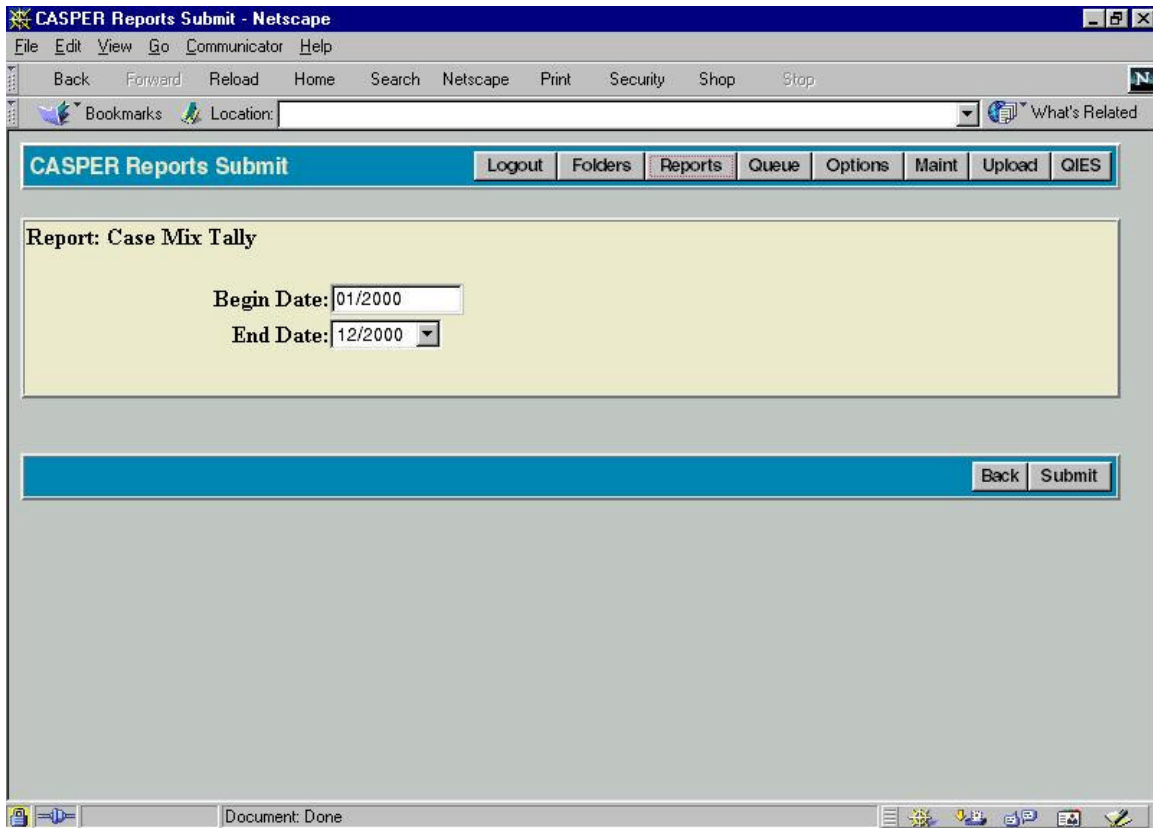 CASPER Reports Submit - Netscape
File Edit View Go Communicator Help
Back Forward Reload Home Search Netscape Print Security Shop Stop
N
Bookmarks Location: What's Related
CASPER Reports Submit Logout Folders Reports Queue Options Maint Upload QIES
Report: Case Mix Tally
Begin Date: 01/2000
End Date: 12/2000
Back Submit
Document: Done